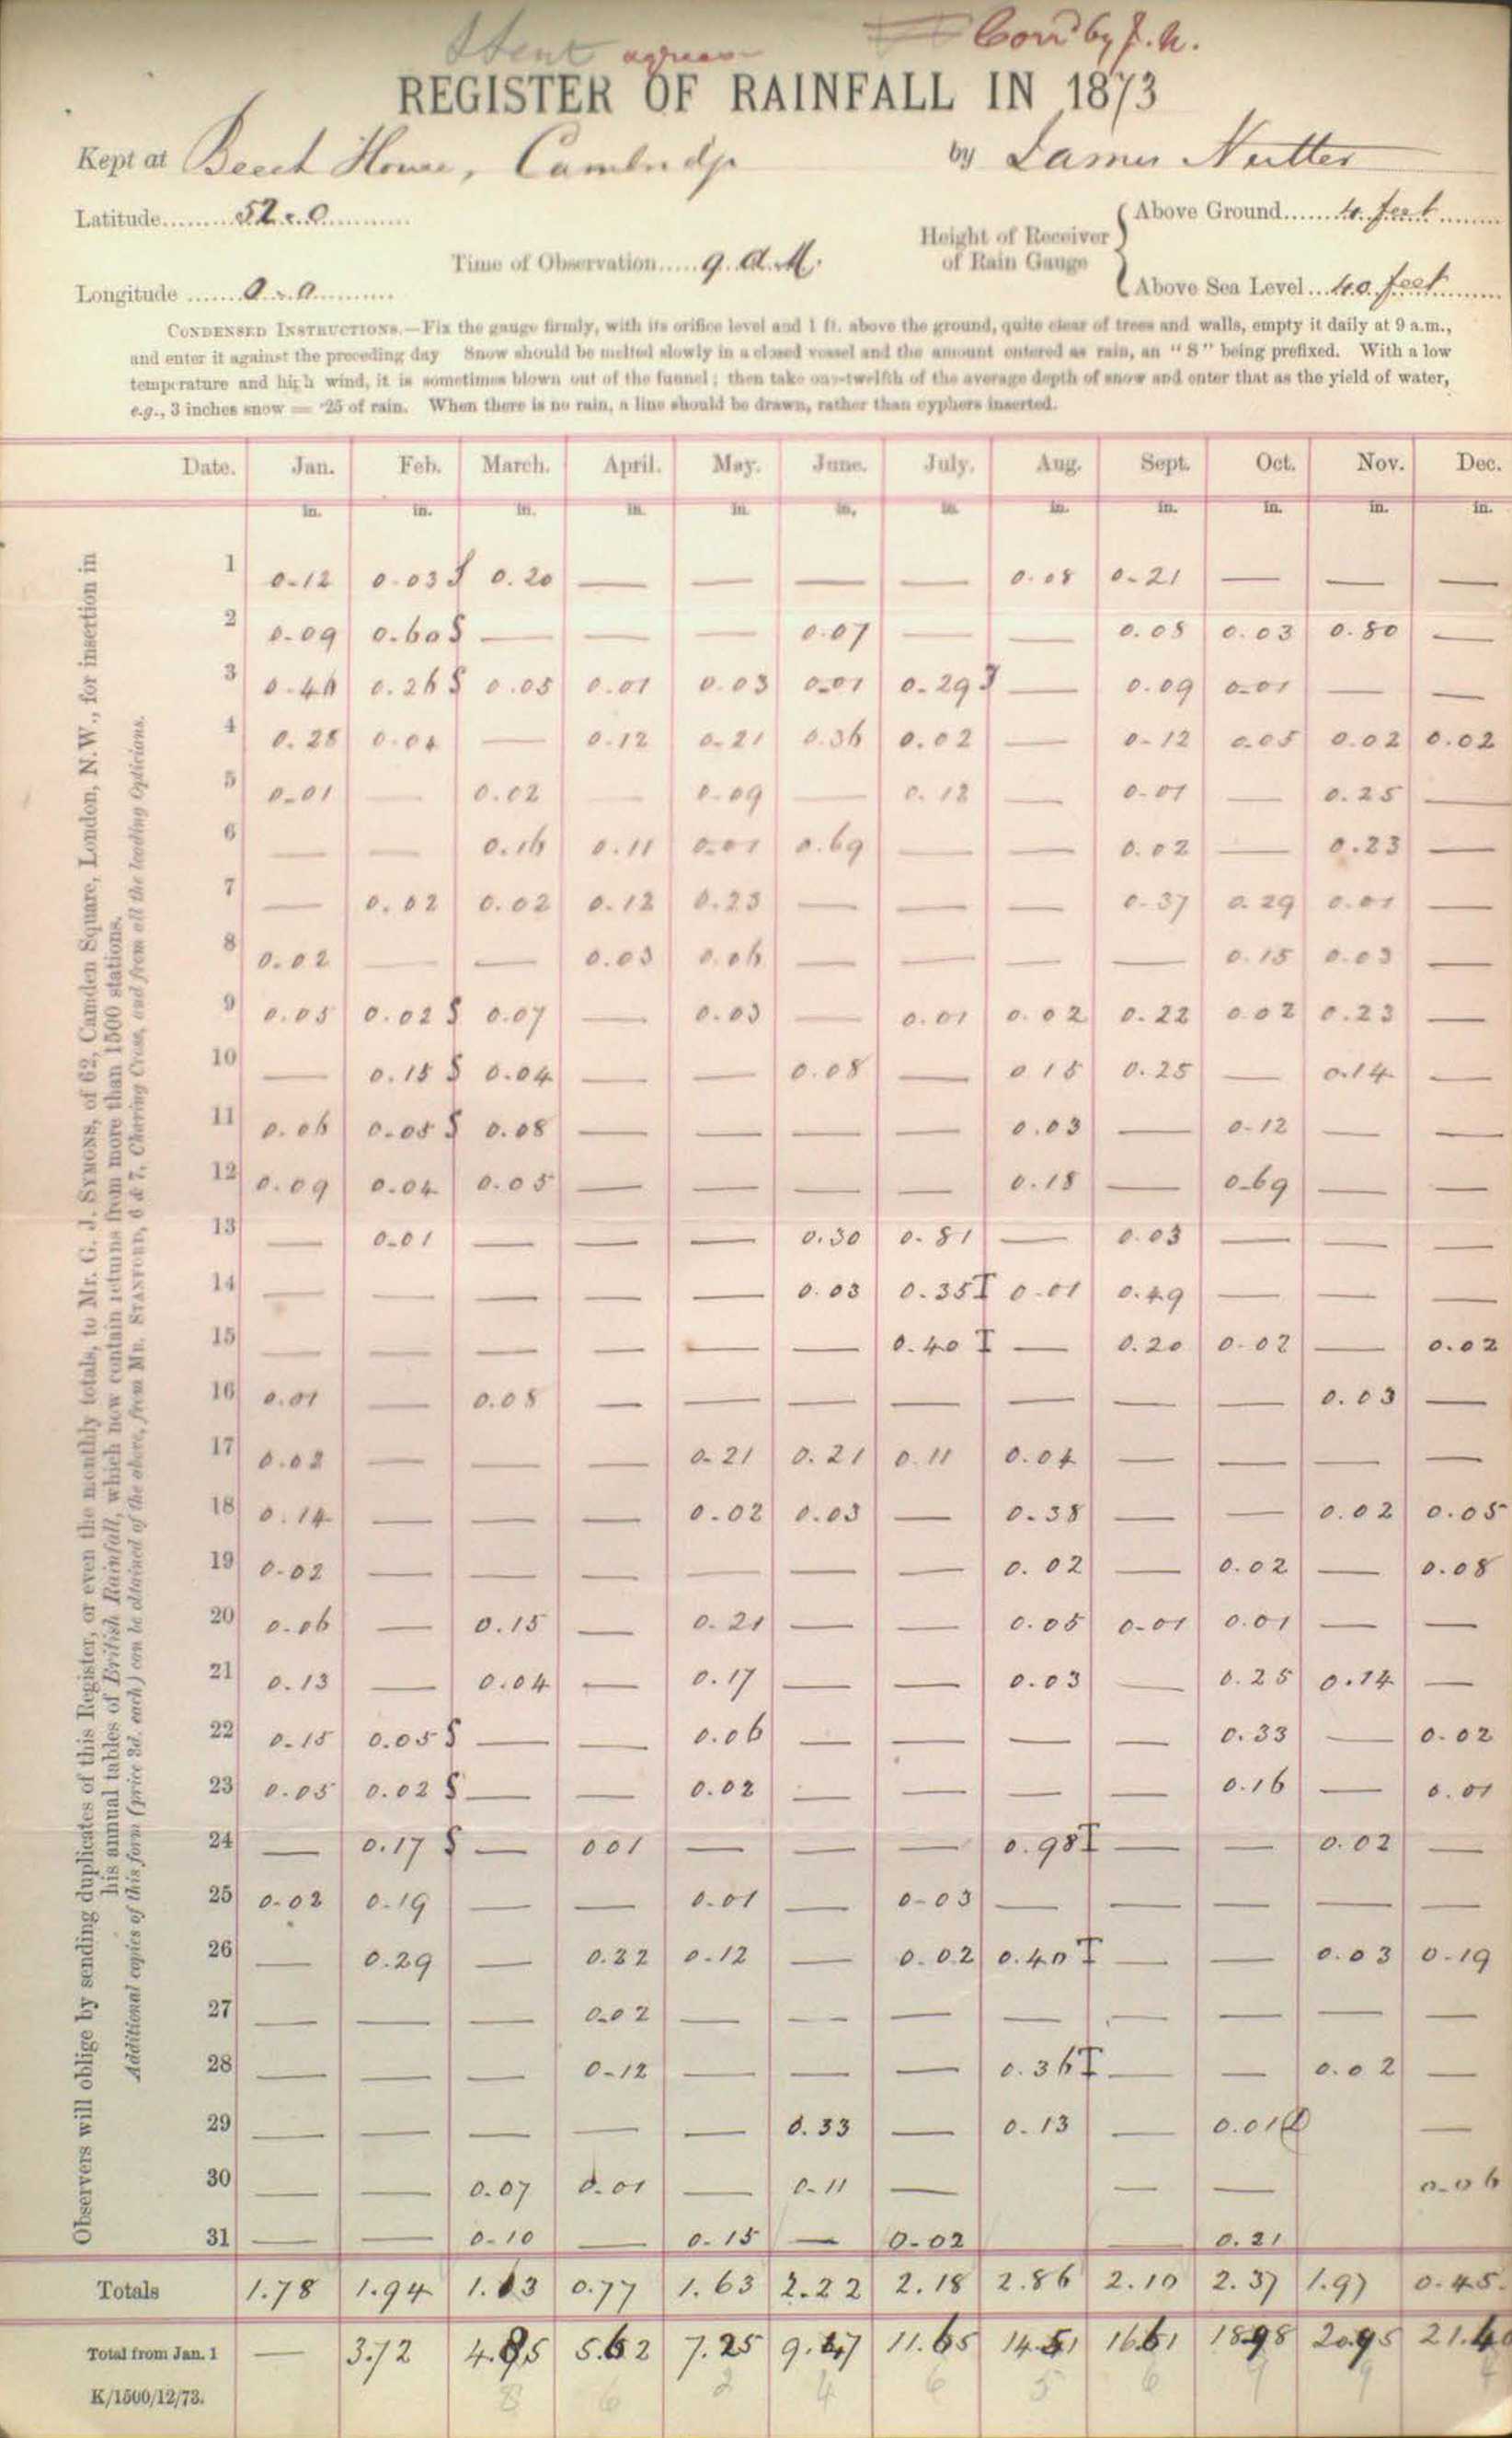 Stent agrees Corrd by J. N.
REGISTER OF RAINFALL IN 1873
Kept at Beech House, Cambridge by James Nutter
Latitude 52.0
Above Ground 4 feet
Height of Receiver of Rain Gauge
Time of Observation 9. A.M.
Longitude 0.0
Above Sea Level 40 feet
CONDENSED INSTRUCTIONS.—Fix the gauge firmly, with its orifice level and 1 ft. above the ground, quite clear of trees and walls, empty it daily at 9 a.m.,
and enter it against the preceding day Snow should be melted slowly in a closed vessel and the amount entered as rain, an "S" being prefixed. With a low
temperature and high wind, it is sometimes blown out of the funnel; then take one-twelfth of the average depth of snow and enter that as the yield of water,
e.g., 3 inches snow = ·25 of rain. When there is no rain, a line should be drawn, rather than cyphers inserted.
Date. Jan. Feb. March. April. May. June. July. Aug. Sept. Oct. Nov. Dec.
in. in. in. in. in. in. in. in. in. in. in. in.
1 0.12 0.03 S 0.20 — — — — 0.08 0.21 — — —
2 0.09 0.60 S — — — 0.07 — — 0.08 0.03 0.80 —
3 0.46 0.26 S 0.05 0.01 0.03 0.01 0.29 T — 0.09 0.01 — —
4 0.28 0.04 — 0.12 0.21 0.36 0.02 — 0.12 0.05 0.02 0.02
5 0.01 — 0.02 — 0.09 — 0.12 — 0.01 — 0.25 —
6 — — 0.16 0.11 0.01 0.69 — — 0.02 — 0.23 —
7 — 0.02 0.02 0.12 0.23 — — — 0.37 0.29 0.01 —
8 0.02 — — 0.03 0.06 — — — — 0.15 0.03 —
9 0.05 0.02 S 0.07 — 0.03 — 0.01 0.02 0.22 0.02 0.23 —
10 — 0.15 S 0.04 — — 0.08 — 0 15 0.25 — 0.14 —
11 0.06 0.05 S 0.08 — — — — 0.03 — 0.12 — —
12 0.09 0.04 0.05 — — — — 0.18 — 0.69 — —
13 — 0.01 — — — 0.30 0.81 — 0.03 — — —
14 — — — — — 0.03 0.35 T 0.01 0.49 — — —
15 — — — — — — 0.40 T — 0.20 0.02 — 0.02
16 0.01 — 0.08 — — — — — — — 0.03 —
17 0.02 — — — 0.21 0.21 0.11 0.04 — — — —
18 0.14 — — — 0.02 0.03 — 0.38 — — 0.02 0.05
19 0.02 — — — — — — 0.02 — 0.02 — 0.08
20 0.06 — 0.15 — 0.21 — — 0.05 0.01 0.01 — —
21 0.13 — 0.04 — 0.17 — — 0.03 — 0.25 0.14 —
22 0.15 0.05 S — — 0.06 — — — — 0.33 — 0.02
23 0.05 0.02 S — — 0.02 — — — — 0.16 — 0.01
24 — 0.17 S — 0 01 — — — 0.98 T — — 0.02 —
25 0.02 0.19 — — 0.01 — 0.03 — — — — —
26 — 0.29 — 0.22 0.12 — 0.02 0.40 T — — 0.03 0.19
27 — — — 0.02 — — — — — — — —
28 — — — 0.12 — — — 0.36 T — — 0.02 —
29 — — — — — 0.33 — 0.13 — 0.01 —
30 — — 0.07 0.01 — 0.11 — — — 0.06
31 — — 0.10 — 0.15 — 0.02 — 0.21
Totals 1.78 1.94 1.13 0.77 1.63 2.22 2.18 2.86 2.10 2.37 1.97 0.45
Total from Jan. 1 — 3.72 4.85 5.62 7.25 9.47 11.65 14.51 16.61 18.98 20.95 21.40
8 6 2 4 6 5 6 9 9 4
K/1500/12/73.
Observers will oblige by sending duplicates of this Register, or even the monthly totals, to Mr. G. J. SYMONS, of 62, Camden Square, London, N.W., for insertion in
his annual tables of British Rainfall, which now contain returns from more than 1500 stations.
Additional copies of this form (price 3d. each) can be obtained of the above, from MR. STANFORD, 6 & 7, Charing Cross, and from all the leading Opticians.